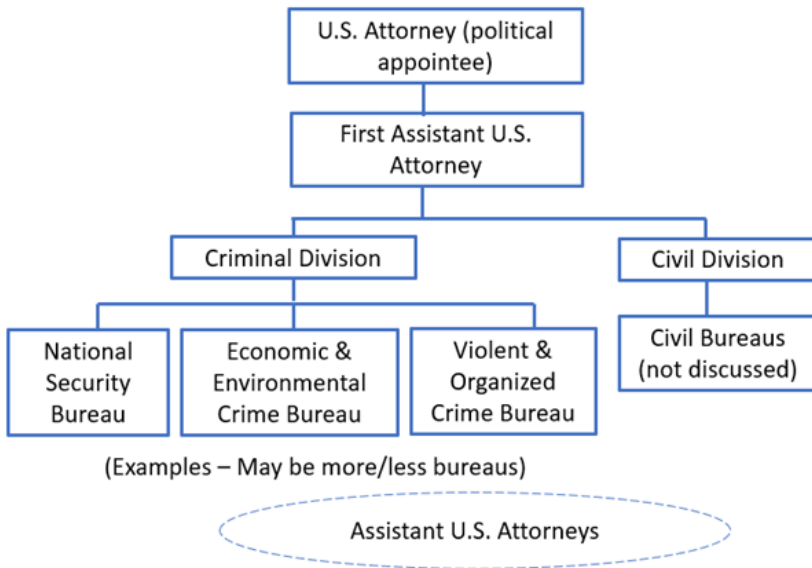 U.S. Attorney (political
appointee)
First Assistant U.S.
Attorney
Criminal Division
Civil Division
National
Security
Bureau
Economic &
Environmental
Crime Bureau
Violent &
Organized
Crime Bureau
Civil Bureaus
(not discussed)
(Examples – May be more/less bureaus)
Assistant U.S. Attorneys